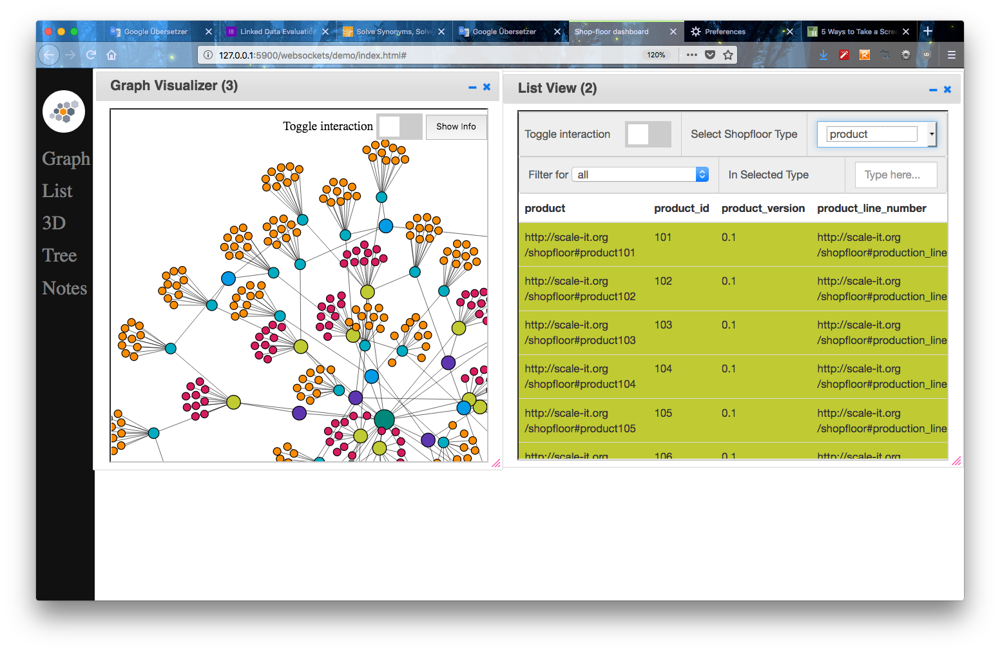 Google Übersetzer
Linked Data Evaluation
Solve Synonyms, Solv
Google Übersetzer
Shop-floor dashboard
Preferences
5 Ways to Take a Scre
127.0.0.1:5900/websockets/demo/index.html#
120%
Graph
List
3D
Tree
Notes
Graph Visualizer (3)
Toggle interaction
Show Info
List View (2)
Toggle interaction
Select Shopfloor Type
product
Filter for
all
In Selected Type
Type here...
product product_id product_version product_line_number
http://scale-it.org 101 0.1 http://scale-it.org
/shopfloor#product101 /shopfloor#production_line
http://scale-it.org 102 0.1 http://scale-it.org
/shopfloor#product102 /shopfloor#production_line
http://scale-it.org 103 0.1 http://scale-it.org
/shopfloor#product103 /shopfloor#production_line
http://scale-it.org 104 0.1 http://scale-it.org
/shopfloor#product104 /shopfloor#production_line
http://scale-it.org 105 0.1 http://scale-it.org
/shopfloor#product105 /shopfloor#production_line
http://scale-it.org 106 0.1 http://scale-it.org